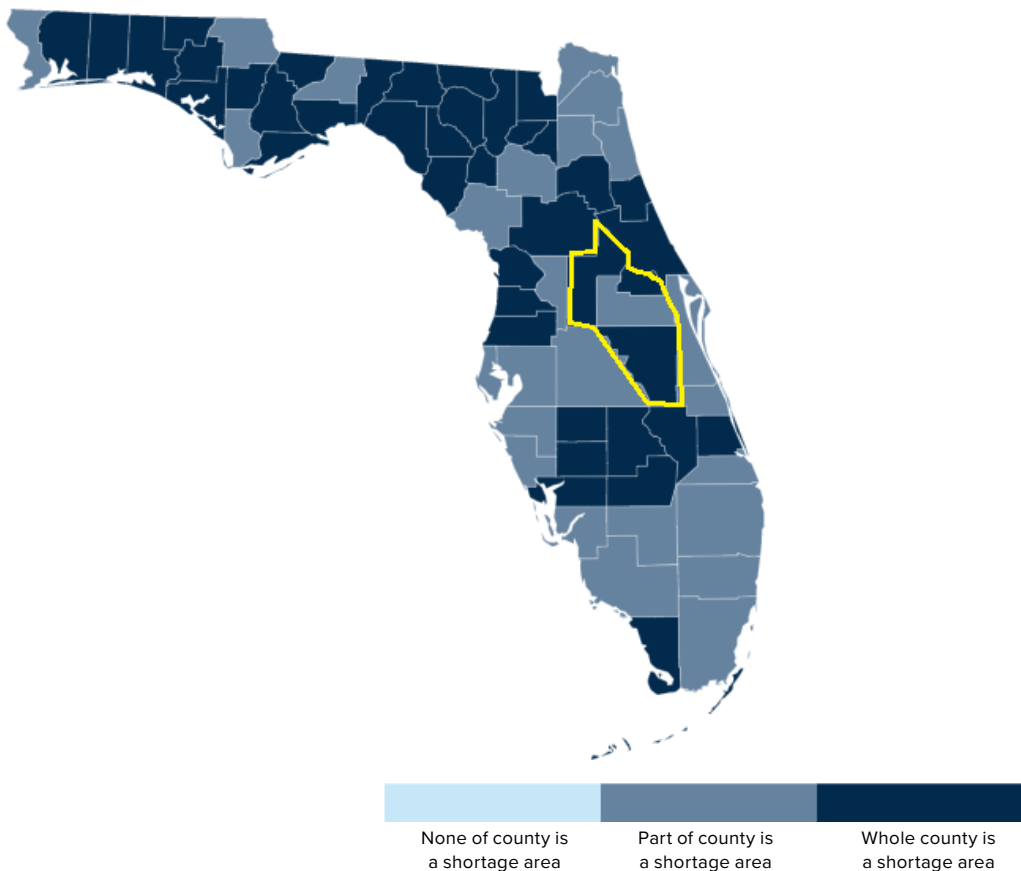 None of county is
a shortage area
Part of county is
a shortage area
Whole county is
a shortage area